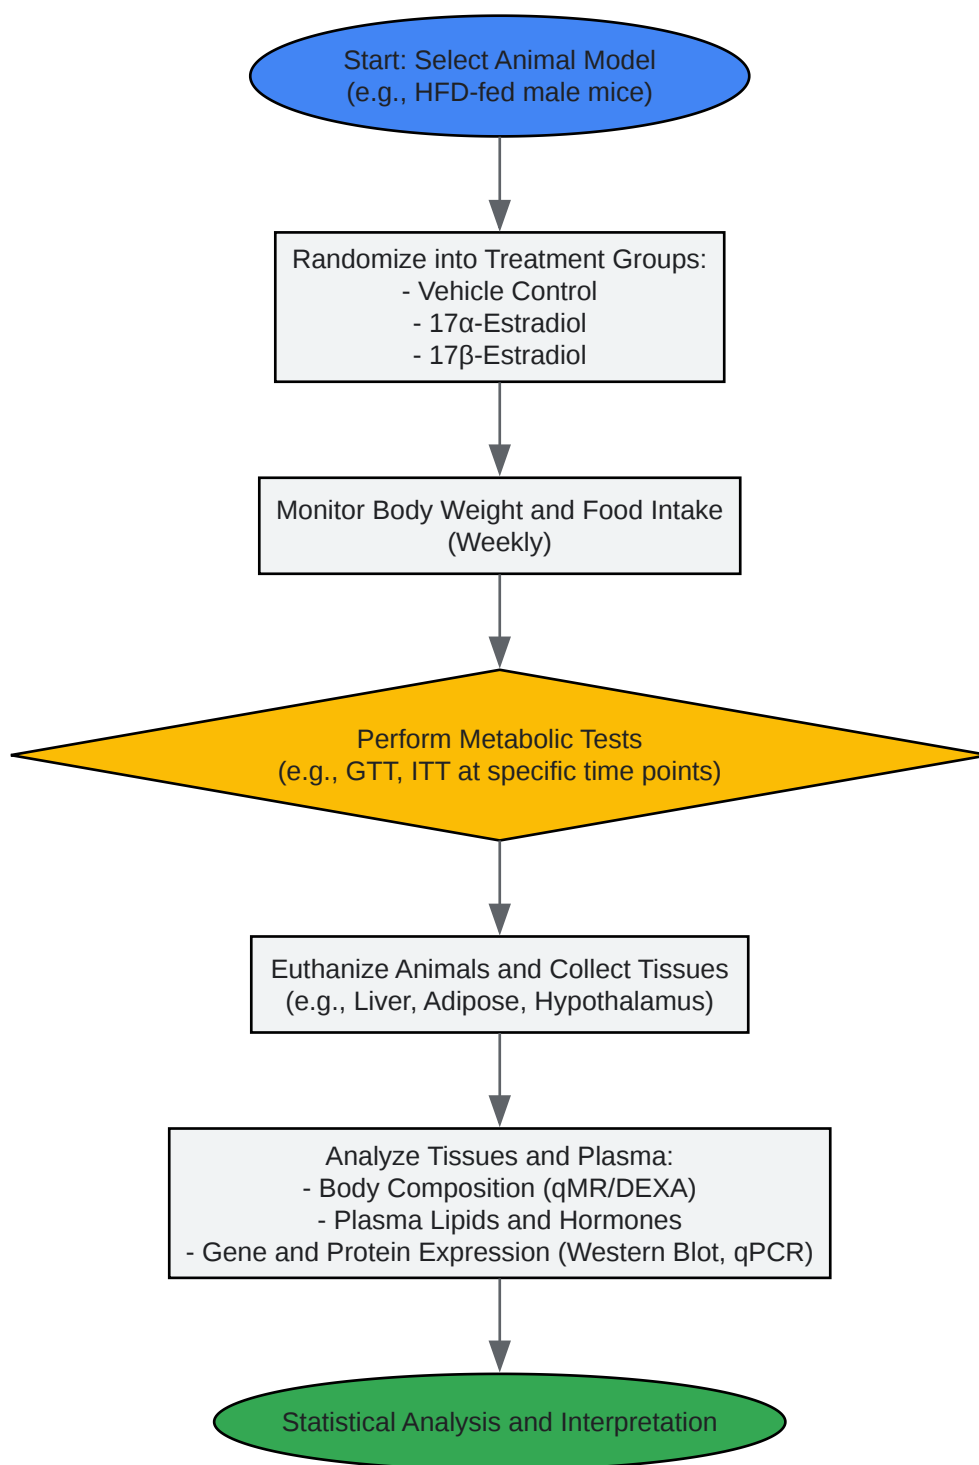 Start: Select Animal Model
(e.g., HFD-fed male mice)
Randomize into Treatment Groups:
- Vehicle Control
- 17α-Estradiol
- 17β-Estradiol
Monitor Body Weight and Food Intake
(Weekly)
Perform Metabolic Tests
(e.g., GTT, ITT at specific time points)
Euthanize Animals and Collect Tissues
(e.g., Liver, Adipose, Hypothalamus)
Analyze Tissues and Plasma:
- Body Composition (qMR/DEXA)
- Plasma Lipids and Hormones
- Gene and Protein Expression (Western Blot, qPCR)
Statistical Analysis and Interpretation